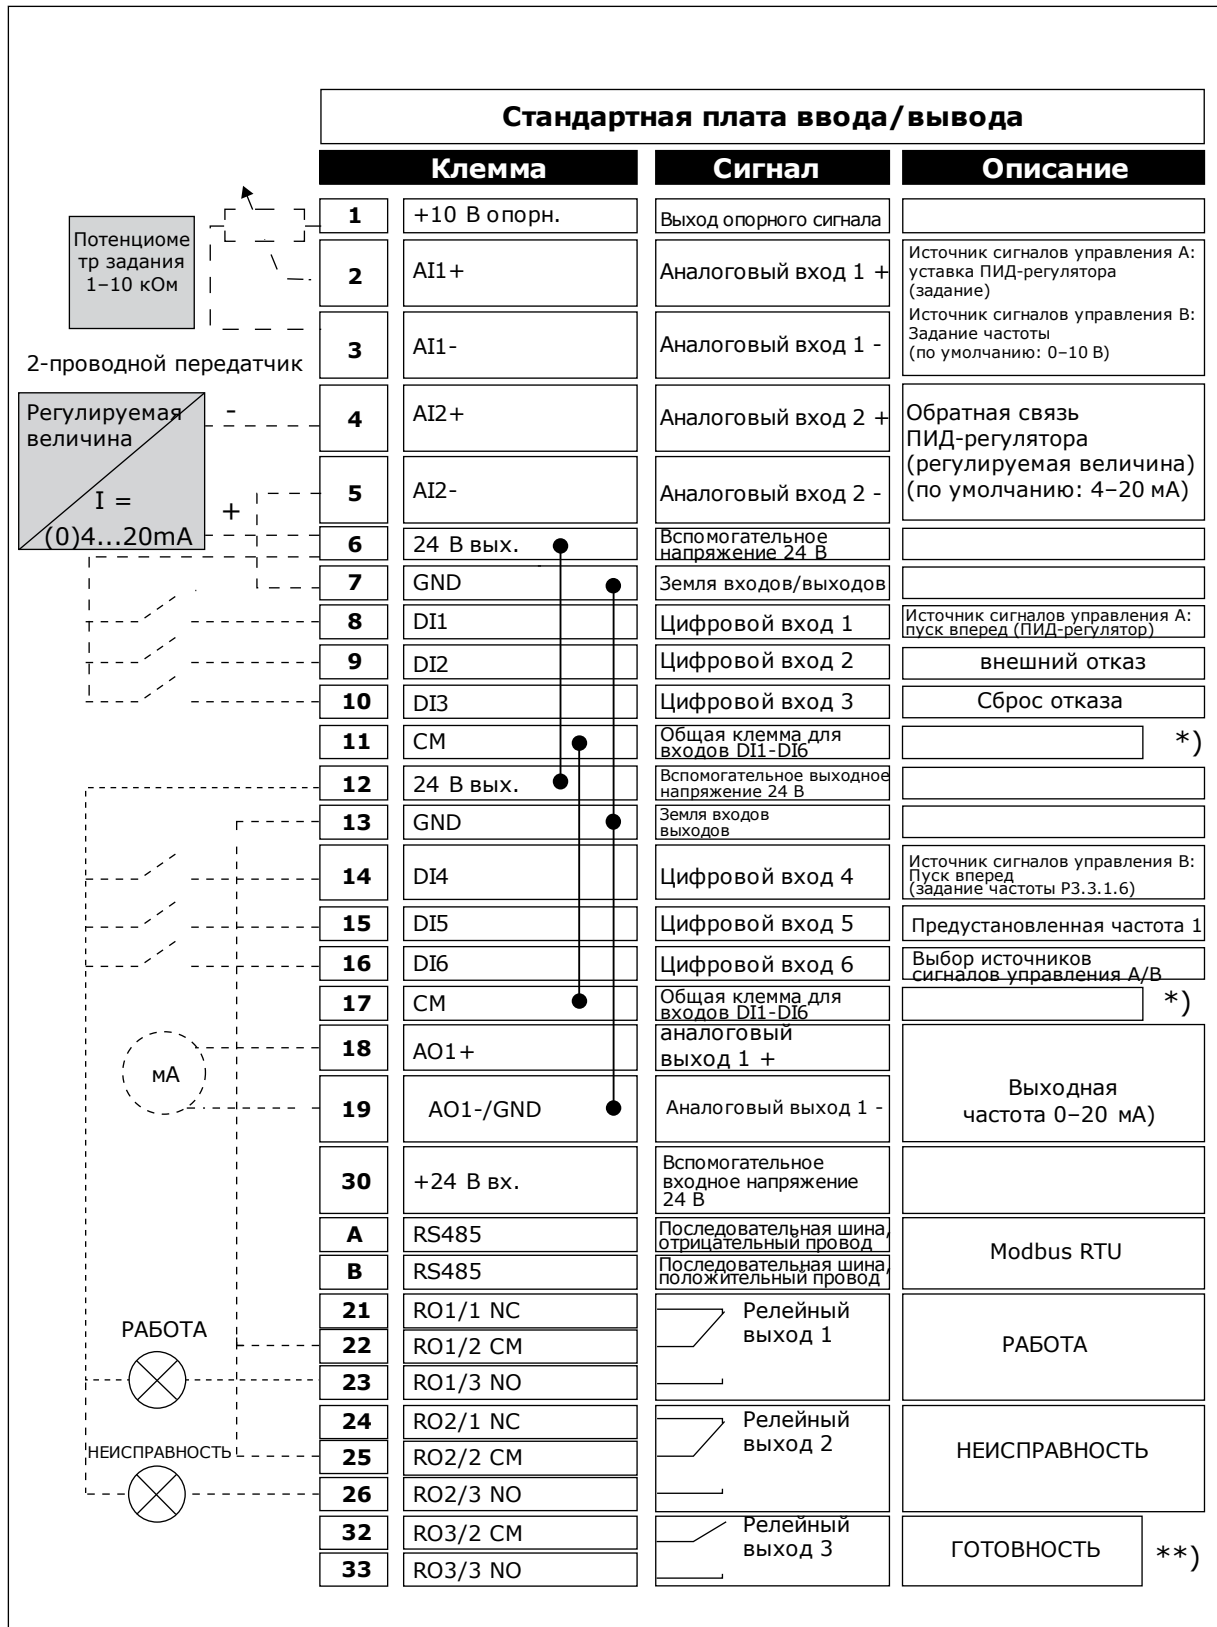 Стандартная плата ввода/вывода
Клемма
Сигнал
Описание
Потенциоме
тр задания
1–10 кОм
1
+10 В опорн.
Выход опорного сигнала
2
AI1+
Аналоговый вход 1 +
Источник сигналов управления A:
уставка ПИД-регулятора
(задание)
Источник сигналов управления B:
Задание частоты
(по умолчанию: 0–10 В)
3
AI1-
Аналоговый вход 1 -
2-проводной передатчик
Регулируемая
величина
I =
(0)4...20mA
-
+
4
AI2+
Аналоговый вход 2 +
Обратная связь
ПИД-регулятора
(регулируемая величина)
(по умолчанию: 4–20 мА)
5
AI2-
Аналоговый вход 2 -
6
24 В вых.
Вспомогательное
напряжение 24 В
7
GND
Земля входов/выходов
8
DI1
Цифровой вход 1
Источник сигналов управления A:
пуск вперед (ПИД-регулятор)
9
DI2
Цифровой вход 2
внешний отказ
10
DI3
Цифровой вход 3
Сброс отказа
11
CM
Общая клемма для
входов DI1-DI6
*)
12
24 В вых.
Вспомогательное выходное
напряжение 24 В
13
GND
Земля входов
выходов
14
DI4
Цифровой вход 4
Источник сигналов управления B:
Пуск вперед
(задание частоты P3.3.1.6)
15
DI5
Цифровой вход 5
Предустановленная частота 1
16
DI6
Цифровой вход 6
Выбор источников
сигналов управления A/B
17
CM
Общая клемма для
входов DI1-DI6
*)
мА
18
AO1+
аналоговый
выход 1 +
Выходная
частота 0–20 мА)
19
AO1-/GND
Аналоговый выход 1 -
30
+24 В вх.
Вспомогательное
входное напряжение
24 В
A
RS485
Последовательная шина,
отрицательный провод
Modbus RTU
B
RS485
Последовательная шина,
положительный провод
РАБОТА
21
RO1/1 NC
Релейный
выход 1
РАБОТА
22
RO1/2 CM
23
RO1/3 NO
НЕИСПРАВНОСТЬ
24
RO2/1 NC
Релейный
выход 2
НЕИСПРАВНОСТЬ
25
RO2/2 CM
26
RO2/3 NO
32
RO3/2 CM
Релейный
выход 3
ГОТОВНОСТЬ
**)
33
RO3/3 NO